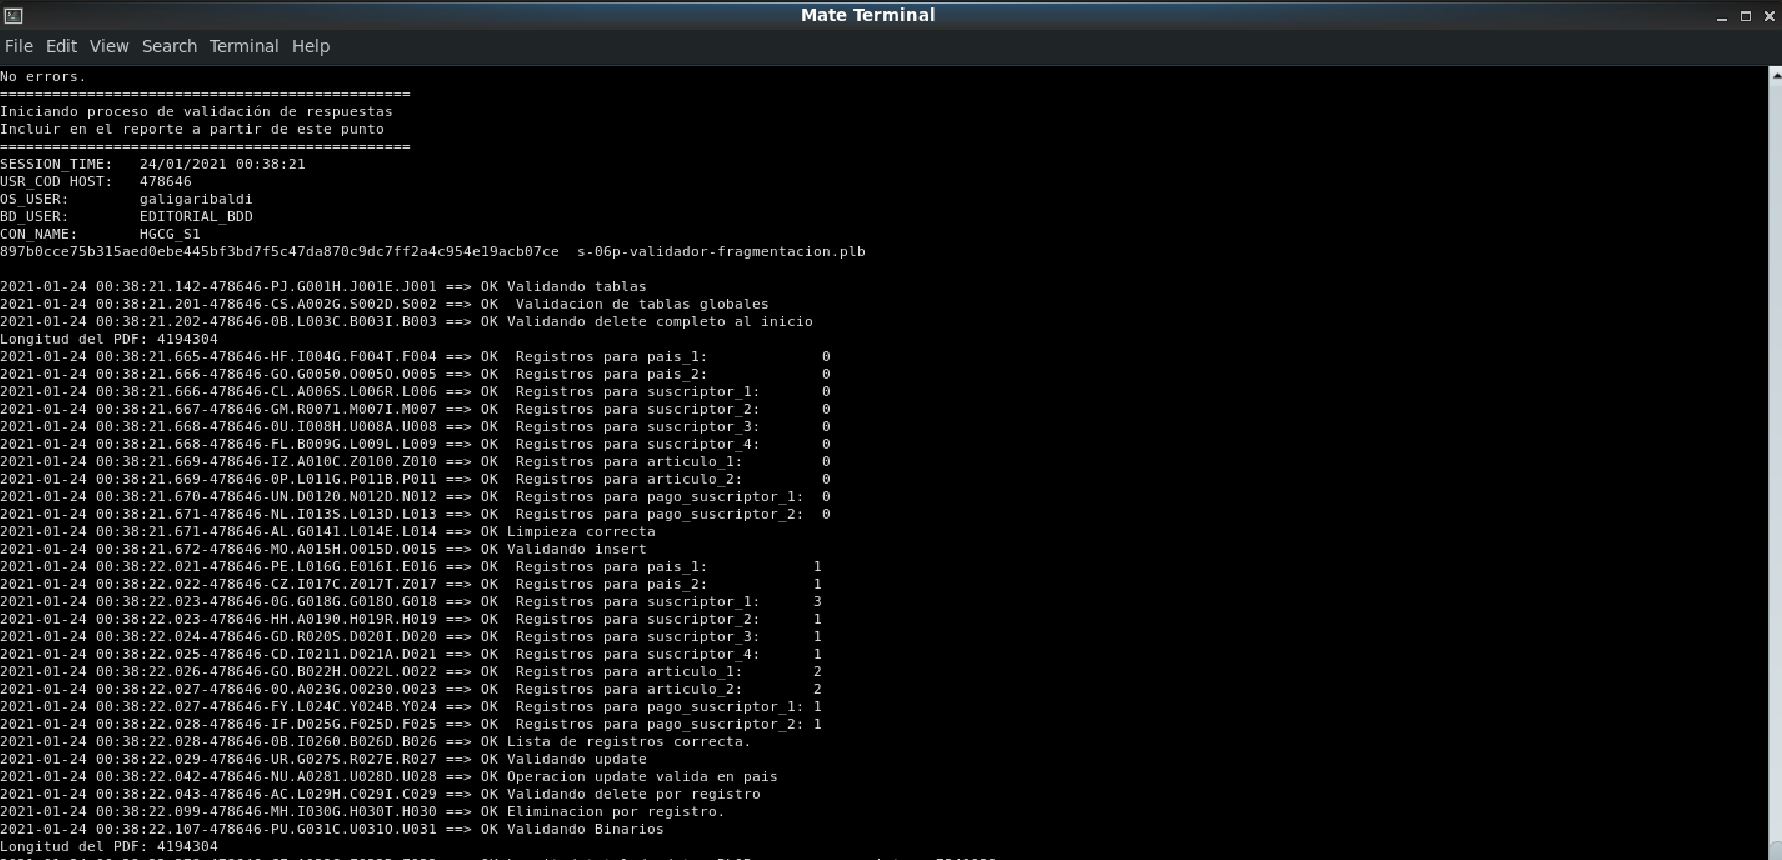 Mate Terminal
File Edit View Search Terminal Help
No errors.
===============================================
Iniciando proceso de validación de respuestas
Incluir en el reporte a partir de este punto
===============================================
SESSION_TIME: 24/01/2021 00:38:21
USR_COD HOST: 478646
OS_USER: galigaribaldi
BD_USER: EDITORIAL_BDD
CON_NAME: HGCG_S1
897b0cce75b315aed0ebe445bf3bd7f5c47da870c9dc7ff2a4c954e19acb07ce s-06p-validador-fragmentacion.plb
2021-01-24 00:38:21.142-478646-PJ.G001H.J001E.J001 ==> OK Validando tablas
2021-01-24 00:38:21.201-478646-CS.A002G.S002D.S002 ==> OK Validacion de tablas globales
2021-01-24 00:38:21.202-478646-0B.L003C.B003I.B003 ==> OK Validando delete completo al inicio
Longitud del PDF: 4194304
2021-01-24 00:38:21.665-478646-HF.I004G.F004T.F004 ==> OK Registros para pais_1: 0
2021-01-24 00:38:21.666-478646-GO.G0050.O005O.O005 ==> OK Registros para pais_2: 0
2021-01-24 00:38:21.666-478646-CL.A006S.L006R.L006 ==> OK Registros para suscriptor_1: 0
2021-01-24 00:38:21.667-478646-GM.R0071.M007I.M007 ==> OK Registros para suscriptor_2: 0
2021-01-24 00:38:21.668-478646-0U.I008H.U008A.U008 ==> OK Registros para suscriptor_3: 0
2021-01-24 00:38:21.668-478646-FL.B009G.L009L.L009 ==> OK Registros para suscriptor_4: 0
2021-01-24 00:38:21.669-478646-IZ.A010C.Z010O.Z010 ==> OK Registros para articulo_1: 0
2021-01-24 00:38:21.669-478646-0P.L011G.P011B.P011 ==> OK Registros para articulo_2: 0
2021-01-24 00:38:21.670-478646-UN.D0120.N012D.N012 ==> OK Registros para pago_suscriptor_1: 0
2021-01-24 00:38:21.671-478646-NL.I013S.L013D.L013 ==> OK Registros para pago_suscriptor_2: 0
2021-01-24 00:38:21.671-478646-AL.G0141.L014E.L014 ==> OK Limpieza correcta
2021-01-24 00:38:21.672-478646-MO.A015H.O015D.O015 ==> OK Validando insert
2021-01-24 00:38:22.021-478646-PE.L016G.E016I.E016 ==> OK Registros para pais_1: 1
2021-01-24 00:38:22.022-478646-CZ.I017C.Z017T.Z017 ==> OK Registros para pais_2: 1
2021-01-24 00:38:22.023-478646-0G.G018G.G018O.G018 ==> OK Registros para suscriptor_1: 3
2021-01-24 00:38:22.023-478646-HH.A0190.H019R.H019 ==> OK Registros para suscriptor_2: 1
2021-01-24 00:38:22.024-478646-GD.R020S.D020I.D020 ==> OK Registros para suscriptor_3: 1
2021-01-24 00:38:22.025-478646-CD.I0211.D021A.D021 ==> OK Registros para suscriptor_4: 1
2021-01-24 00:38:22.026-478646-GO.B022H.O022L.O022 ==> OK Registros para articulo_1: 2
2021-01-24 00:38:22.027-478646-0O.A023G.O023O.O023 ==> OK Registros para articulo_2: 2
2021-01-24 00:38:22.027-478646-FY.L024C.Y024B.Y024 ==> OK Registros para pago_suscriptor_1: 1
2021-01-24 00:38:22.028-478646-IF.D025G.F025D.F025 ==> OK Registros para pago_suscriptor_2: 1
2021-01-24 00:38:22.028-478646-0B.I0260.B026D.B026 ==> OK Lista de registros correcta.
2021-01-24 00:38:22.029-478646-UR.G027S.R027E.R027 ==> OK Validando update
2021-01-24 00:38:22.042-478646-NU.A0281.U028D.U028 ==> OK Operacion update valida en pais
2021-01-24 00:38:22.043-478646-AC.L029H.C029I.C029 ==> OK Validando delete por registro
2021-01-24 00:38:22.099-478646-MH.I030G.H030T.H030 ==> OK Eliminacion por registro.
2021-01-24 00:38:22.107-478646-PU.G031C.U031O.U031 ==> OK Validando Binarios
Longitud del PDF: 4194304